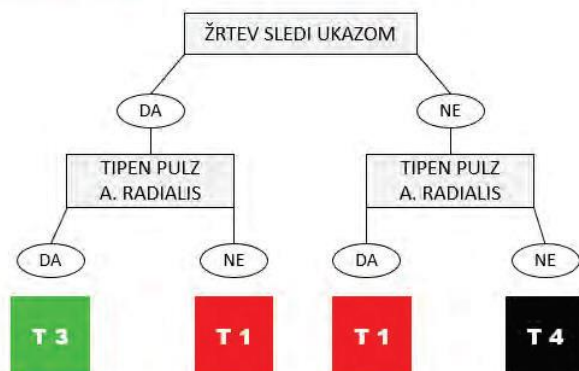 ŽRTEV SLEDI UKAZOM
DA
NE
TIPEN PULZ
A. RADIALIS
TIPEN PULZ
A. RADIALIS
DA
NE
DA
NE
T 3
T 1
T 1
T 4